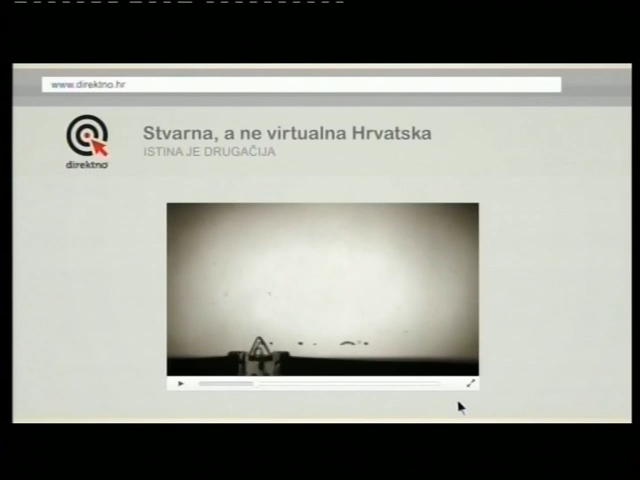 www.direktno.hr
Stvarna, a ne virtualna Hrvatska
ISTINA JE DRUGAČIJA
direktno